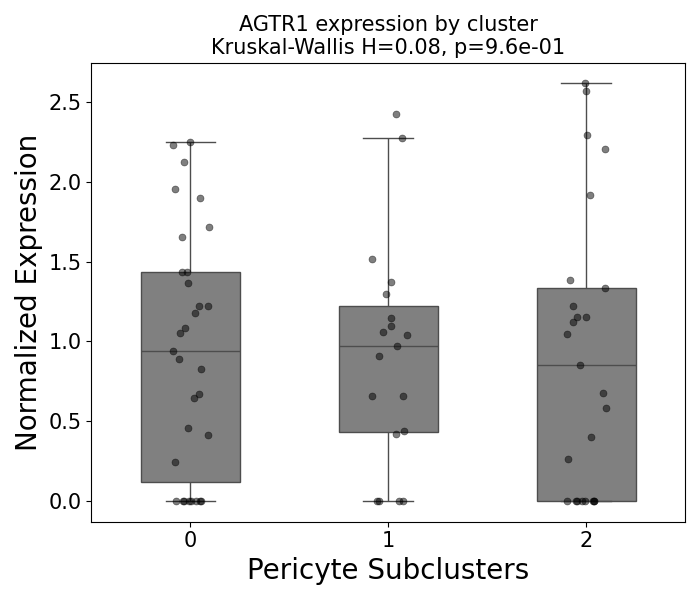 AGTR1 expression by cluster
Kruskal-Wallis H=0.08, p=9.6e-01
Normalized Expression
2.5
2.0
1.5
1.0
0.5
0.0
0 1 2
Pericyte Subclusters